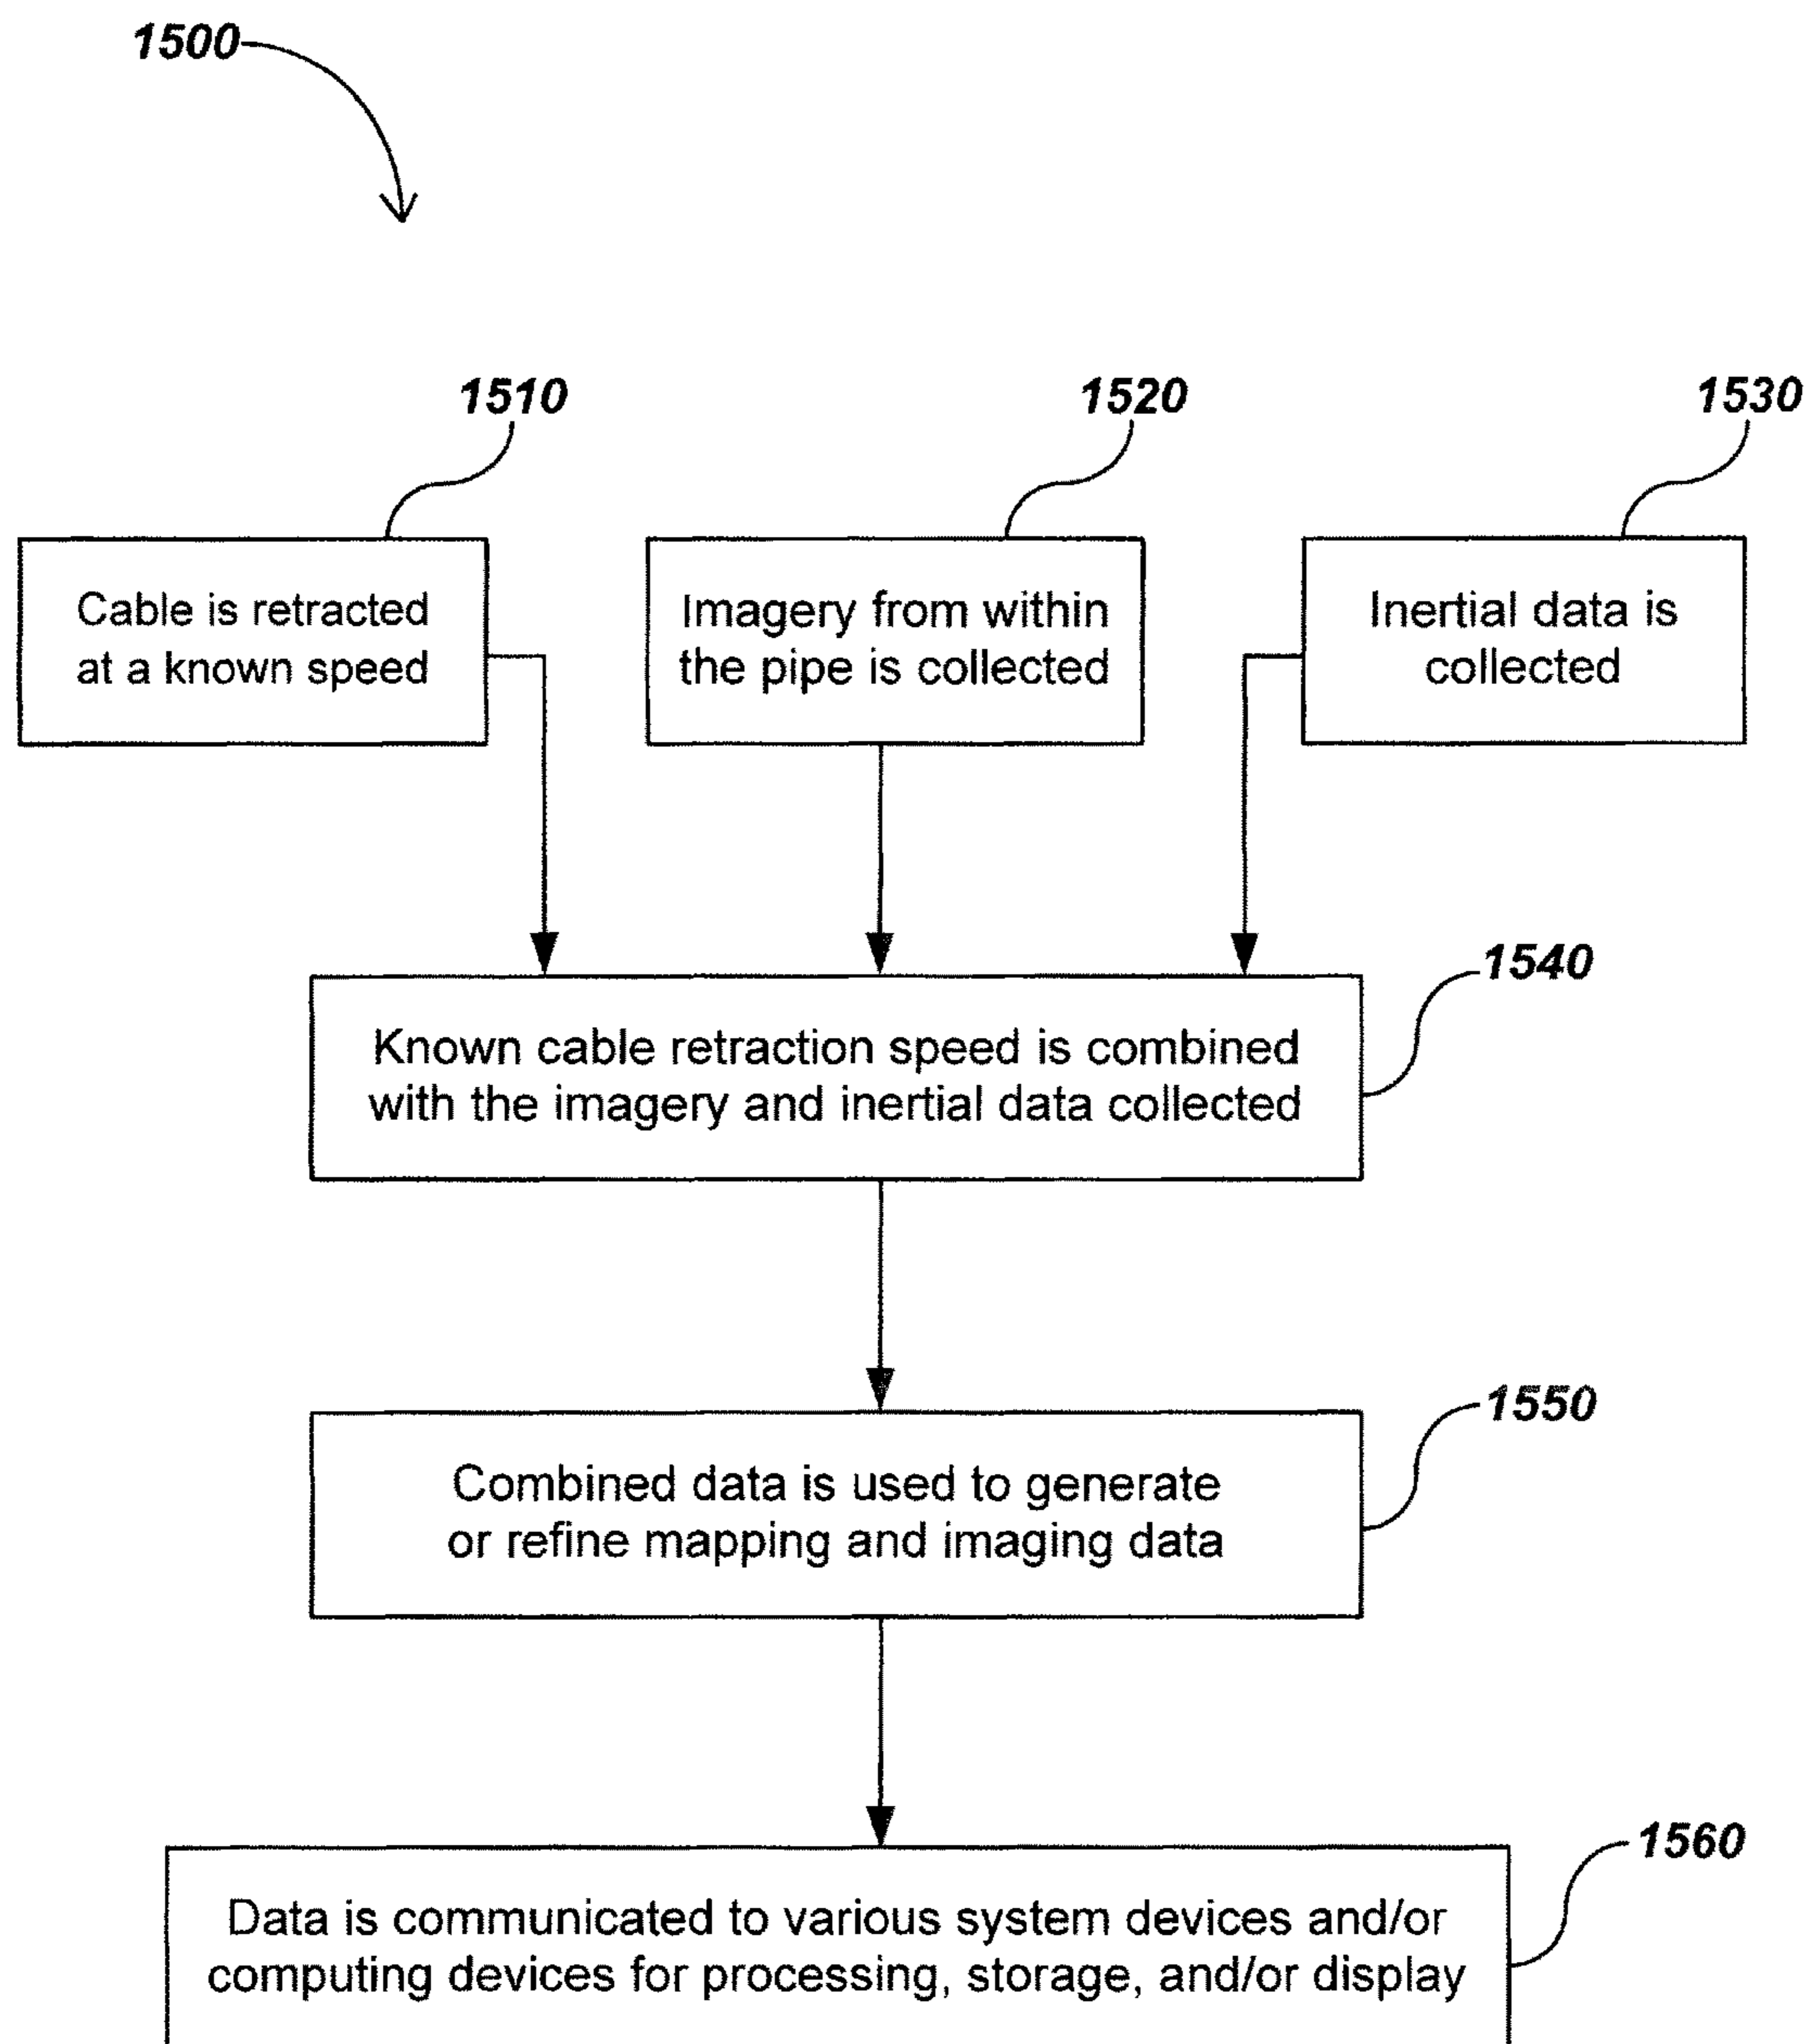 1500
1510
1520
1530
Cable is retracted
at a known speed
Imagery from within
the pipe is collected
Inertial data is
collected
1540
Known cable retraction speed is combined
with the imagery and inertial data collected
1550
Combined data is used to generate
or refine mapping and imaging data
1560
Data is communicated to various system devices and/or
computing devices for processing, storage, and/or display